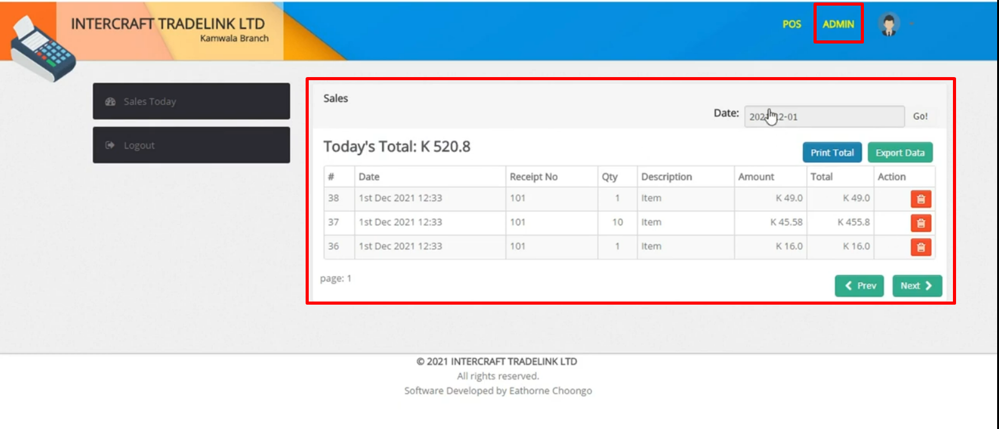 INTERCRAFT TRADELINK LTD
Kamwala Branch
POS ADMIN
Sales Today
Logout
Sales
Date: Go!
Today's Total: K 520.8
Print Total Export Data
# Date Receipt No Qty Description Amount Total Action
38 1st Dec 2021 12:33 101 1 Item K 49.0 K 49.0
37 1st Dec 2021 12:33 101 10 Item K 45.58 K 455.8
36 1st Dec 2021 12:33 101 1 Item K 16.0 K 16.0
page: 1
Prev Next
© 2021 INTERCRAFT TRADELINK LTD
All rights reserved.
Software Developed by Eathorne Choongo